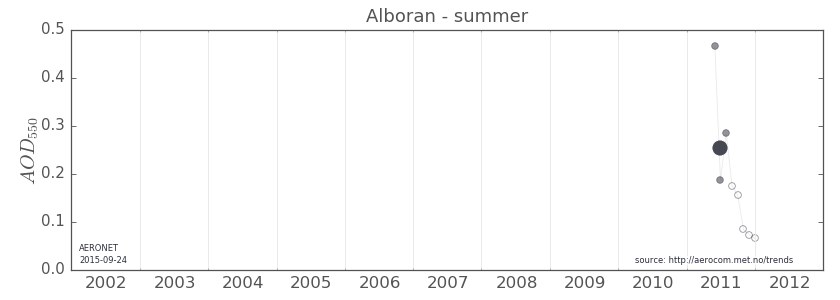 Alboran - summer
0.5
0.4
0.3
0.2
0.1
0.0
AOD550
AERONET
2015-09-24
source: http://aerocom.met.no/trends
2002 2003 2004 2005 2006 2007 2008 2009 2010 2011 2012